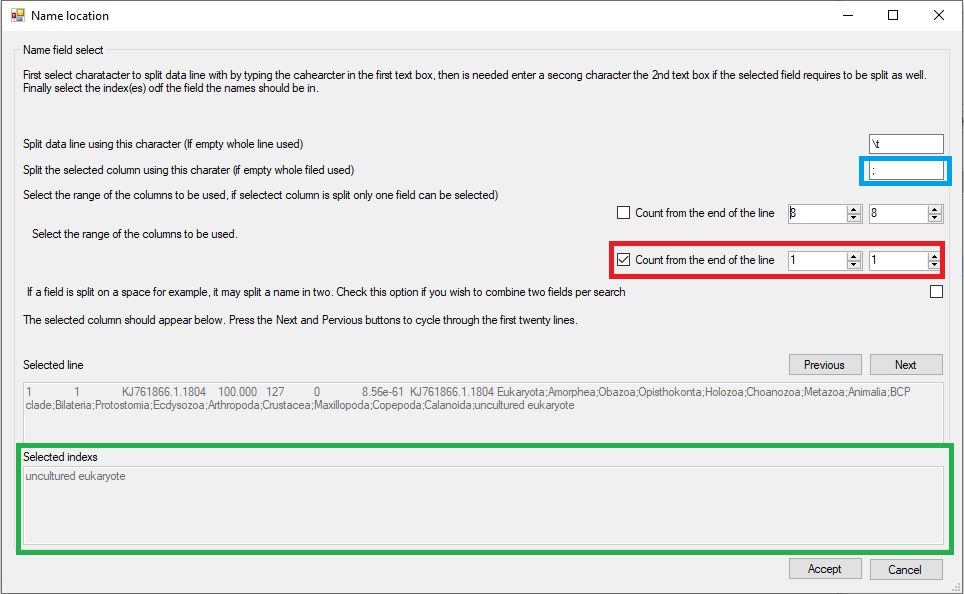 Name location
Name field select
First select charatacter to split data line with by typing the cahearcter in the first text box, then is needed enter a secong character the 2nd text box if the selected field requires to be split as well.
Finally select the index(es) odf the field the names should be in.
Split data line using this character (If empty whole line used)
\t
Split the selected column using this charater (if empty whole filed used)
;
Select the range of the columns to be used, if selectect column is split only one field can be selected)
Count from the end of the line
8
8
Select the range of the columns to be used.
Count from the end of the line
1
1
If a field is split on a space for example, it may split a name in two. Check this option if you wish to combine two fields per search
The selected column should appear below. Press the Next and Pervious buttons to cycle through the first twenty lines.
Selected line
Previous
Next
1 1 KJ761866.1.1804 100.000 127 0 8.56e-61 KJ761866.1.1804 Eukaryota;Amorphea;Obazoa;Opisthokonta;Holozoa;Choanozoa;Metazoa;Animalia;BCP
clade;Bilateria;Protostomia;Ecdysozoa;Arthropoda;Crustacea;Maxillopoda;Copepoda;Calanoida;uncultured eukaryote
Selected indexs
uncultured eukaryote
Accept
Cancel